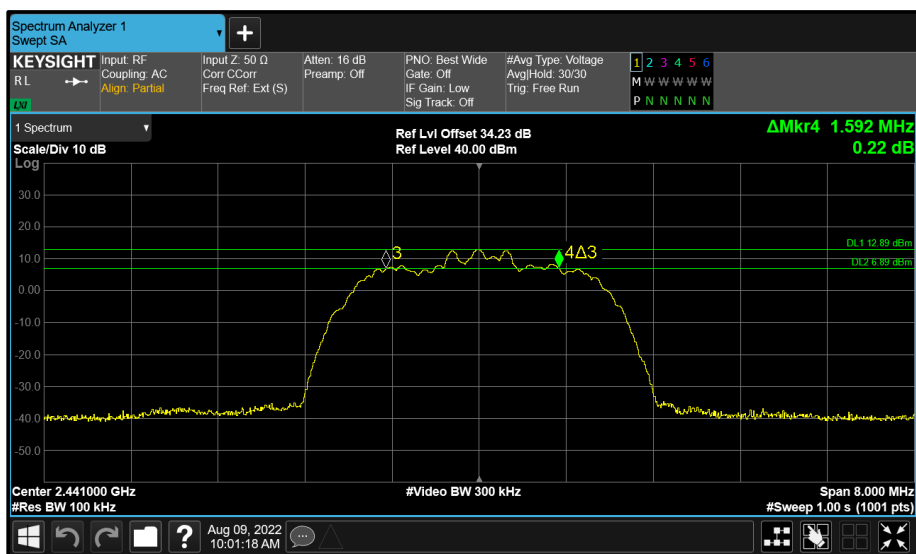 Spectrum Analyzer 1
Swept SA
KEYSIGHT
RL
LXI
Input: RF
Coupling: AC
Align: Partial
Input Z: 50 Ω
Corr CCorr
Freq Ref: Ext (S)
Atten: 16 dB
Preamp: Off
PNO: Best Wide
Gate: Off
IF Gain: Low
Sig Track: Off
#Avg Type: Voltage
Avg|Hold: 30/30
Trig: Free Run
1 2 3 4 5 6
M W W W W W
P N N N N N
1 Spectrum
Scale/Div 10 dB
Log
Ref Lvl Offset 34.23 dB
Ref Level 40.00 dBm
ΔMkr4 1.592 MHz
0.22 dB
30.0
20.0
10.0
0.00
-10.0
-20.0
-30.0
-40.0
-50.0
3
4Δ3
DL1 12.89 dBm
DL2 6.89 dBm
Center 2.441000 GHz
#Res BW 100 kHz
#Video BW 300 kHz
Span 8.000 MHz
#Sweep 1.00 s (1001 pts)
?
Aug 09, 2022
10:01:18 AM